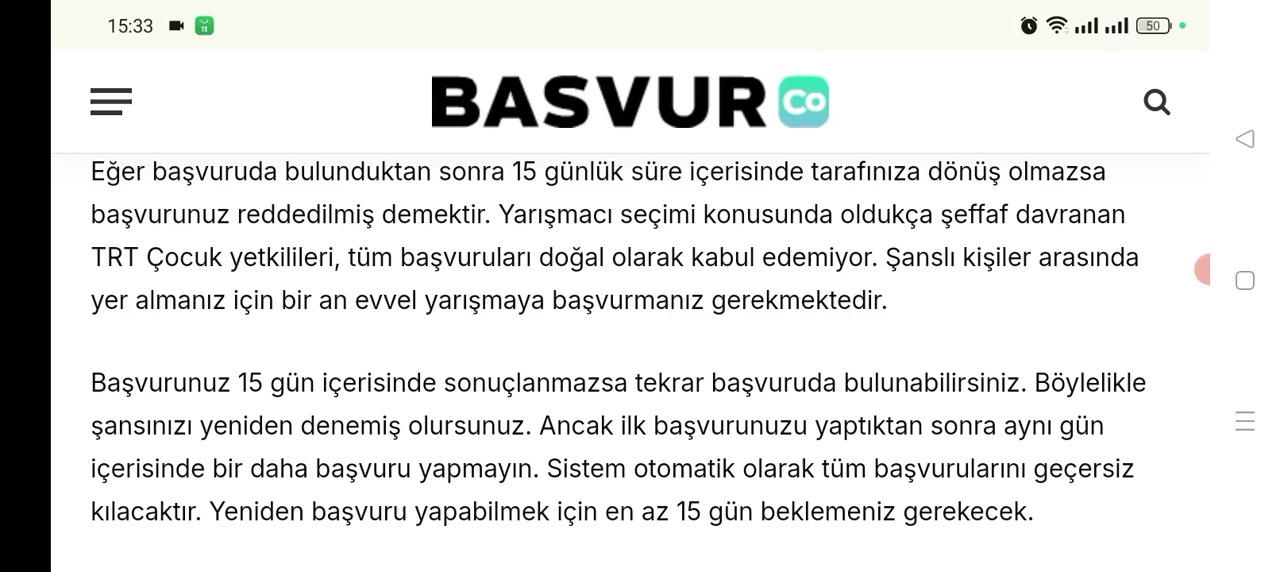 15:33
50
BASVUR Co
Eğer başvuruda bulunduktan sonra 15 günlük süre içerisinde tarafınıza dönüş olmazsa
başvurunuz reddedilmiş demektir. Yarışmacı seçimi konusunda oldukça şeffaf davranan
TRT Çocuk yetkilileri, tüm başvuruları doğal olarak kabul edemiyor. Şanslı kişiler arasında
yer almanız için bir an evvel yarışmaya başvurmanız gerekmektedir.
Başvurunuz 15 gün içerisinde sonuçlanmazsa tekrar başvuruda bulunabilirsiniz. Böylelikle
şansınızı yeniden denemiş olursunuz. Ancak ilk başvurunuzu yaptıktan sonra aynı gün
içerisinde bir daha başvuru yapmayın. Sistem otomatik olarak tüm başvurularını geçersiz
kılacaktır. Yeniden başvuru yapabilmek için en az 15 gün beklemeniz gerekecek.